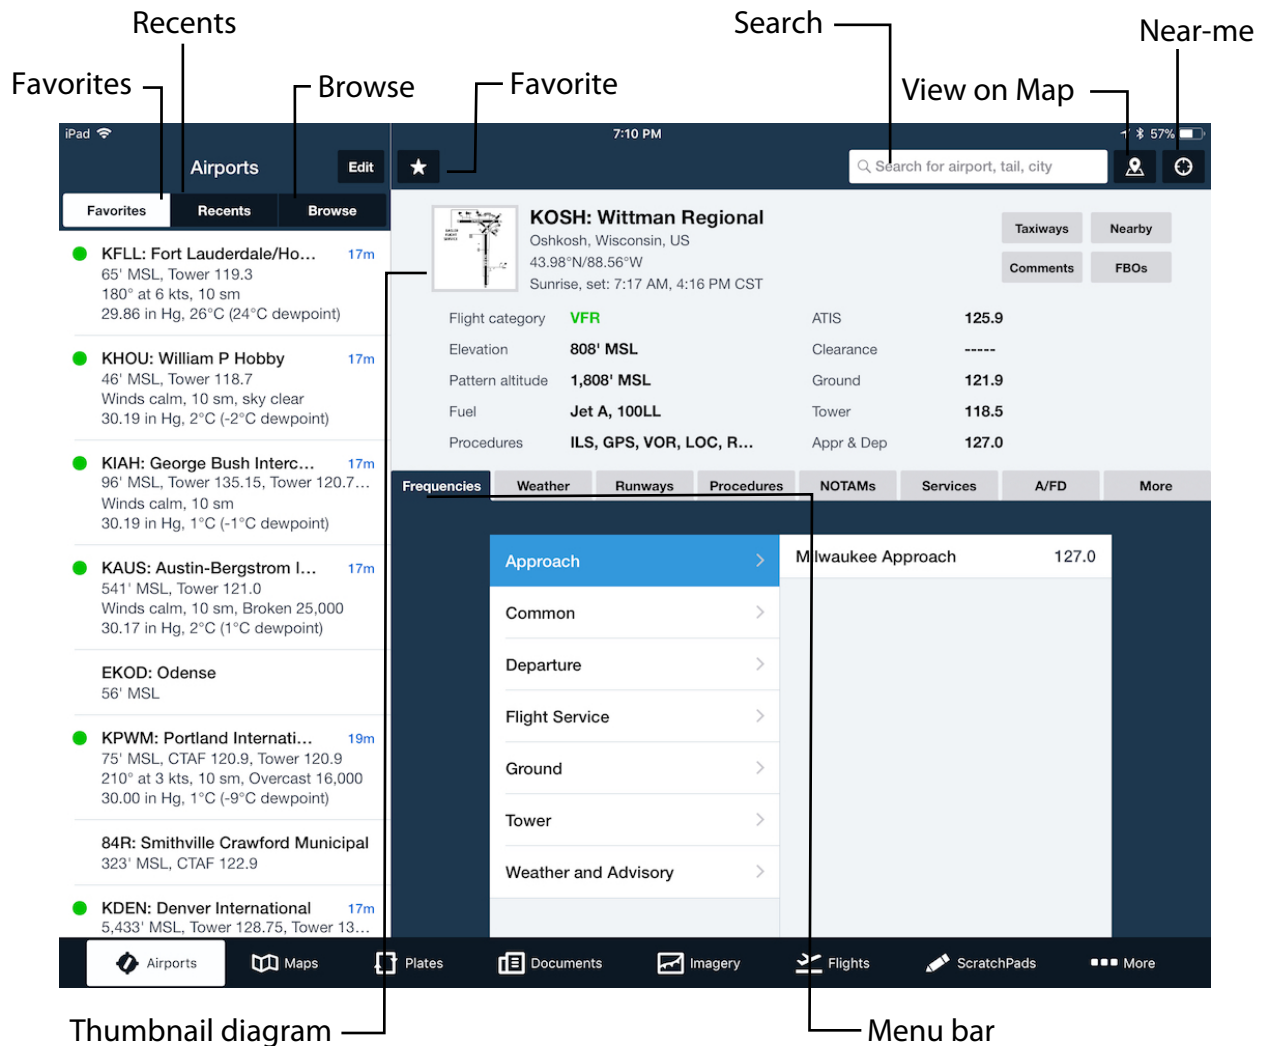 Recents
Search
Near-me
Favorites
Browse
Favorite
View on Map
iPad
7:10 PM
57%
Airports
Edit
Search for airport, tail, city
Favorites
Recents
Browse
KFLL: Fort Lauderdale/Ho...
17m
65' MSL, Tower 119.3
180° at 6 kts, 10 sm
29.86 in Hg, 26°C (24°C dewpoint)
KHOU: William P Hobby
17m
46' MSL, Tower 118.7
Winds calm, 10 sm, sky clear
30.19 in Hg, 2°C (-2°C dewpoint)
KIAH: George Bush Interc...
17m
96' MSL, Tower 135.15, Tower 120.7...
Winds calm, 10 sm
30.19 in Hg, 1°C (-1°C dewpoint)
KAUS: Austin-Bergstrom I...
17m
541' MSL, Tower 121.0
Winds calm, 10 sm, Broken 25,000
30.17 in Hg, 2°C (1°C dewpoint)
EKOD: Odense
56' MSL
KPWM: Portland Internati...
19m
75' MSL, CTAF 120.9, Tower 120.9
210° at 3 kts, 10 sm, Overcast 16,000
30.00 in Hg, 1°C (-9°C dewpoint)
84R: Smithville Crawford Municipal
323' MSL, CTAF 122.9
KDEN: Denver International
17m
5,433' MSL, Tower 128.75, Tower 13...
KOSH: Wittman Regional
Oshkosh, Wisconsin, US
43.98°N/88.56°W
Sunrise, set: 7:17 AM, 4:16 PM CST
Taxiways
Nearby
Comments
FBOs
Flight category VFR
ATIS 125.9
Elevation 808' MSL
Clearance -----
Pattern altitude 1,808' MSL
Ground 121.9
Fuel Jet A, 100LL
Tower 118.5
Procedures ILS, GPS, VOR, LOC, R...
Appr & Dep 127.0
Frequencies
Weather
Runways
Procedures
NOTAMs
Services
A/FD
More
Approach
Milwaukee Approach 127.0
Common
Departure
Flight Service
Ground
Tower
Weather and Advisory
Airports
Maps
Plates
Documents
Imagery
Flights
ScratchPads
More
Thumbnail diagram
Menu bar